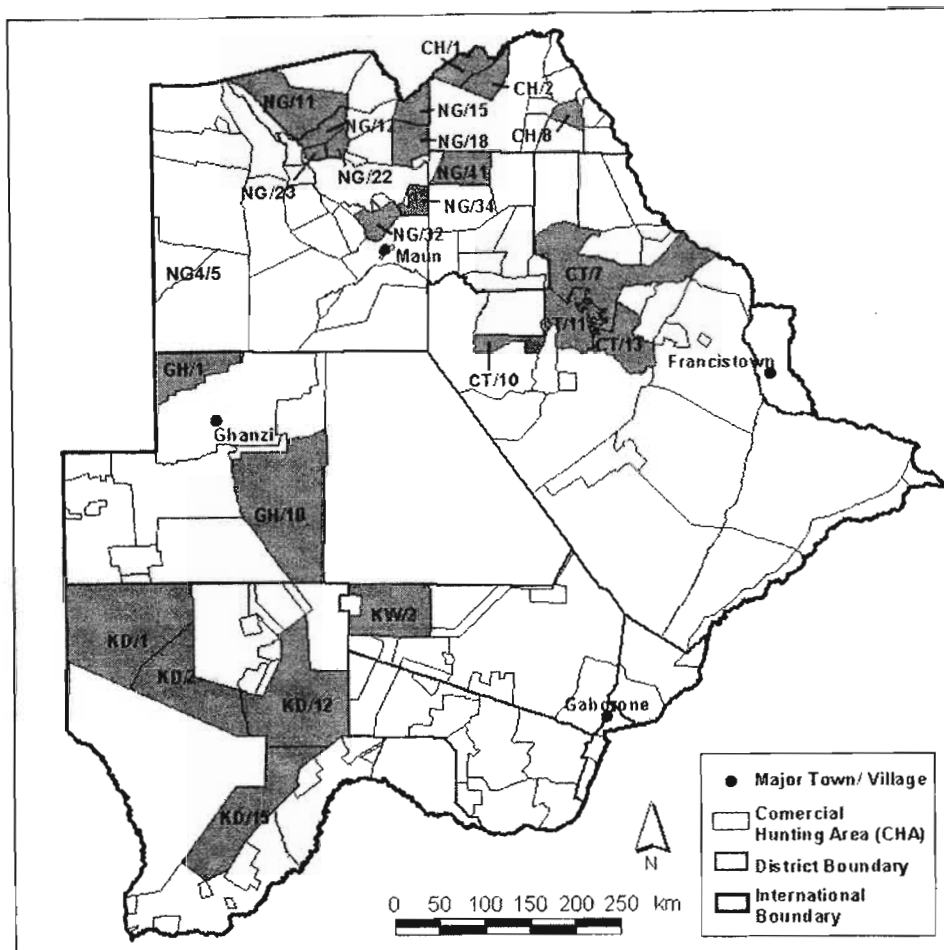 CH/1
CH/2
NG/11
NG/15
NG/12
CH/8
NG/18
NG/22
NG/41
NG/23
NG/34
NG/32
Maun
NG4/5
CT/7
CT/11
CT/13
Francistown
GH/1
CT/10
Ghanzi
GH/10
KW/2
KD/1
KD/2
KD/12
Gaborone
KD/15
Major Town/ Village
Comercial
Hunting Area (CHA)
District Boundary
International
Boundary
N
0 50 100 150 200 250 km